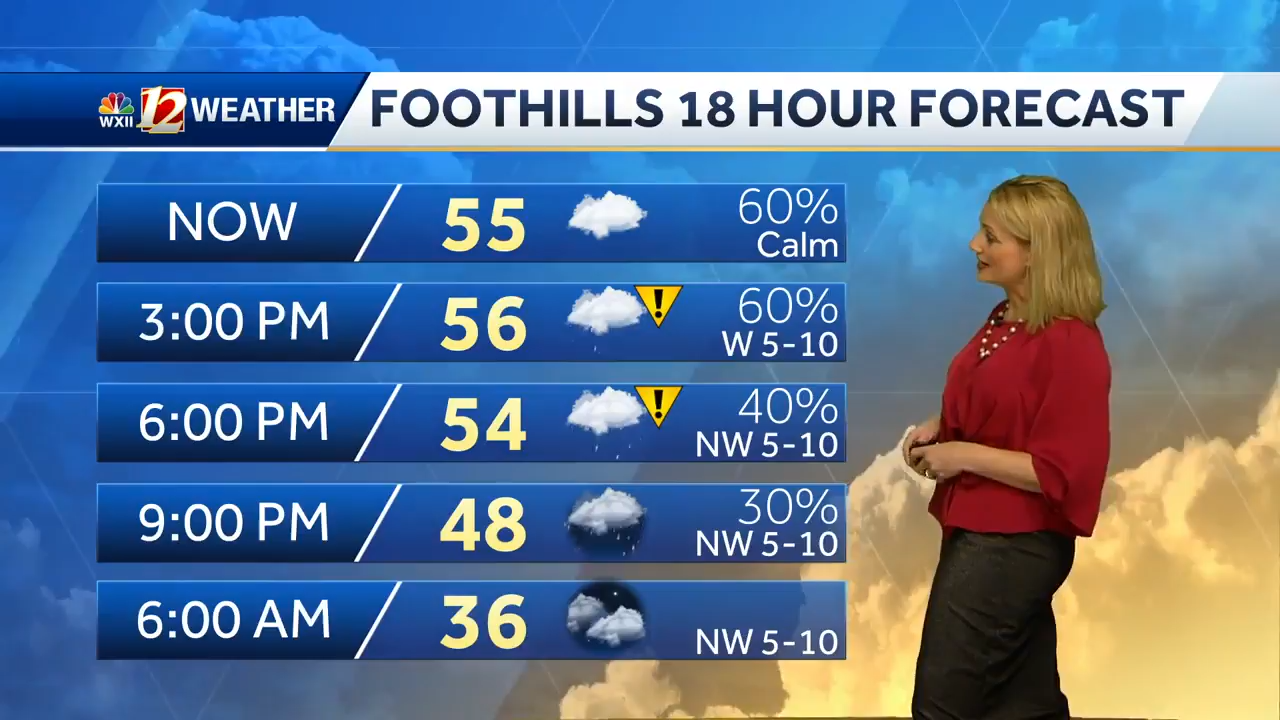 WXII 12 WEATHER
FOOTHILLS 18 HOUR FORECAST
NOW 55 60%
Calm
3:00 PM 56 ! 60%
W 5-10
6:00 PM 54 ! 40%
NW 5-10
9:00 PM 48 30%
NW 5-10
6:00 AM 36
NW 5-10